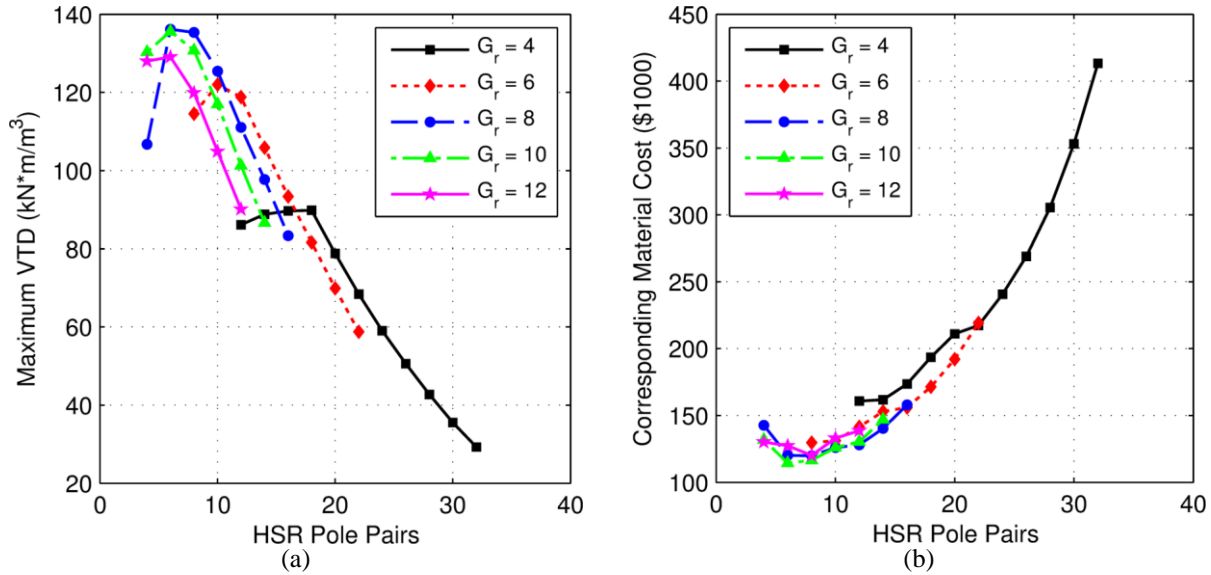 Maximum VTD (kN*m/m³)
140
120
100
80
60
40
20
0
10
20
30
40
HSR Pole Pairs
G_r = 4
G_r = 6
G_r = 8
G_r = 10
G_r = 12
(a)
Corresponding Material Cost ($1000)
450
400
350
300
250
200
150
100
0
10
20
30
40
HSR Pole Pairs
G_r = 4
G_r = 6
G_r = 8
G_r = 10
G_r = 12
(b)